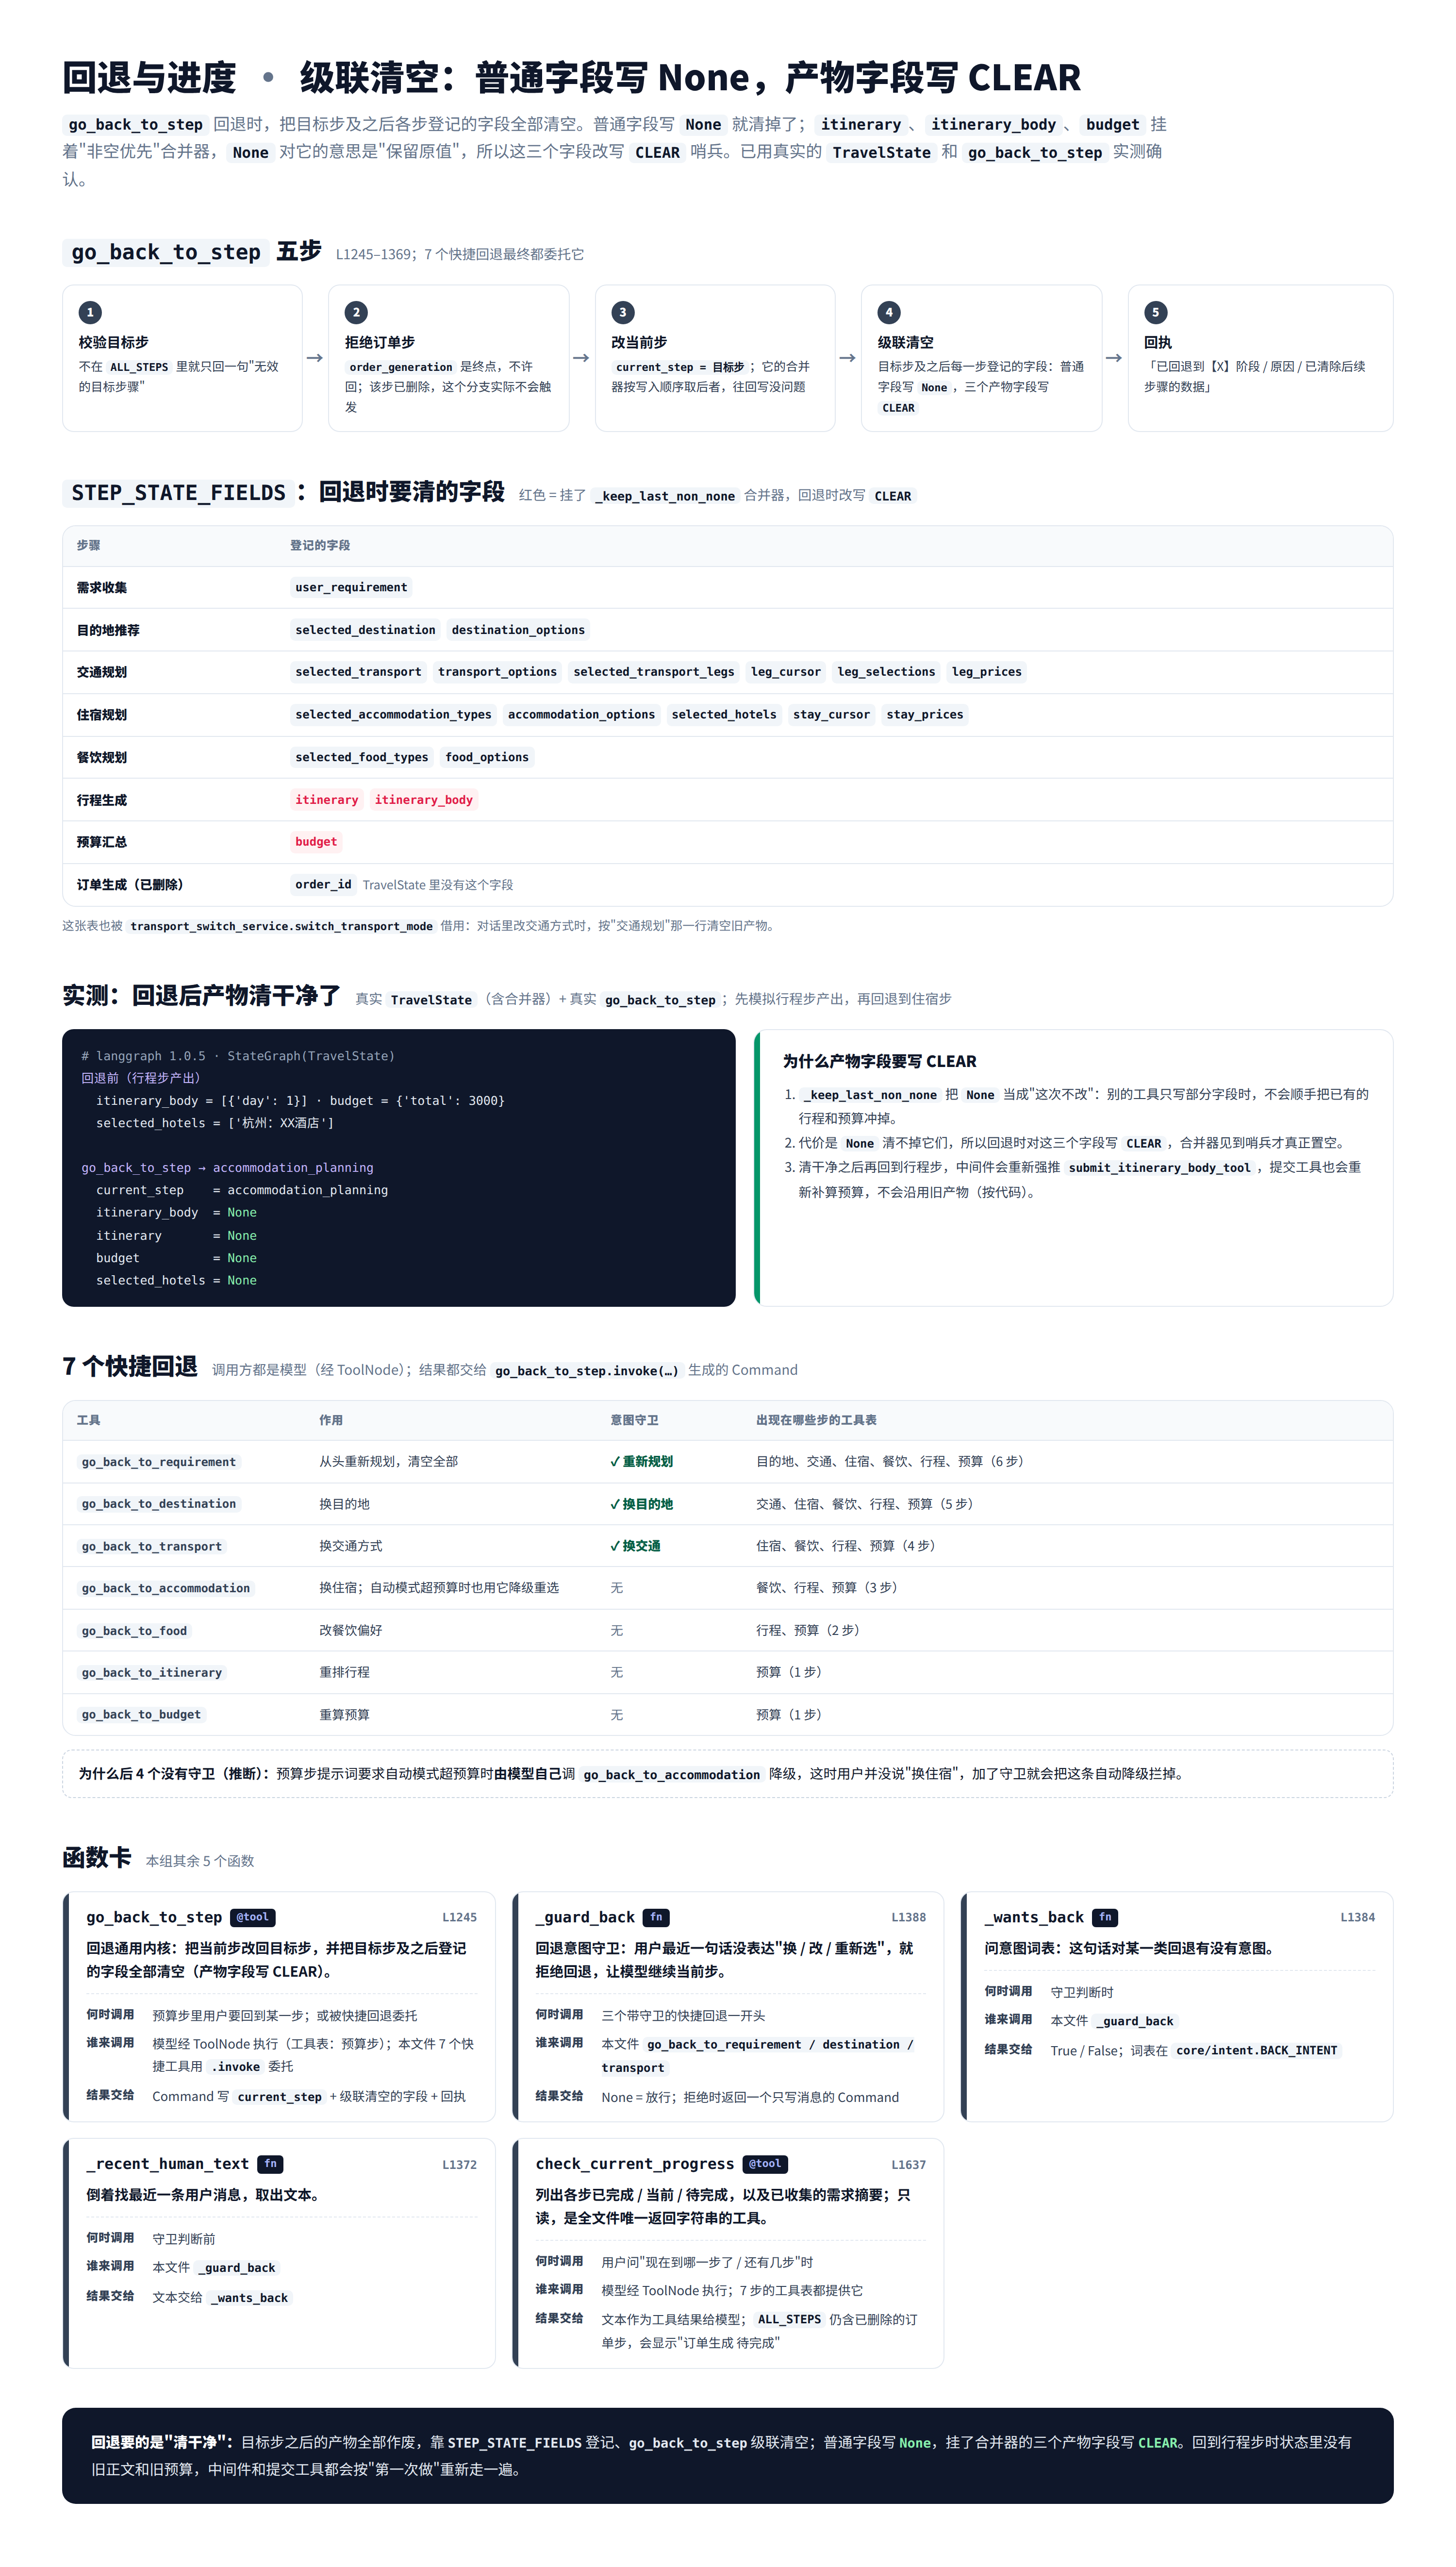 回退与进度 · 级联清空：普通字段写 None，产物字段写 CLEAR
go_back_to_step 回退时，把目标步及之后各步登记的字段全部清空。普通字段写 None 就清掉了；itinerary、itinerary_body、budget 挂
着"非空优先"合并器，None 对它的意思是"保留原值"，所以这三个字段改写 CLEAR 哨兵。已用真实的 TravelState 和 go_back_to_step 实测确
认。
go_back_to_step 五步 L1245–1369；7 个快捷回退最终都委托它
1
校验目标步
不在 ALL_STEPS 里就只回一句"无效
的目标步骤"
→
2
拒绝订单步
order_generation 是终点，不许
回；该步已删除，这个分支实际不会触
发
→
3
改当前步
current_step = 目标步；它的合并
器按写入顺序取后者，往回写没问题
→
4
级联清空
目标步及之后每一步登记的字段：普通
字段写 None，三个产物字段写
CLEAR
→
5
回执
「已回退到【X】阶段 / 原因 / 已清除后续
步骤的数据」
STEP_STATE_FIELDS：回退时要清的字段 红色 = 挂了 _keep_last_non_none 合并器，回退时改写 CLEAR
步骤 登记的字段
需求收集 user_requirement
目的地推荐 selected_destination destination_options
交通规划 selected_transport transport_options selected_transport_legs leg_cursor leg_selections leg_prices
住宿规划 selected_accommodation_types accommodation_options selected_hotels stay_cursor stay_prices
餐饮规划 selected_food_types food_options
行程生成 itinerary itinerary_body
预算汇总 budget
订单生成（已删除） order_id TravelState 里没有这个字段
这张表也被 transport_switch_service.switch_transport_mode 借用：对话里改交通方式时，按"交通规划"那一行清空旧产物。
实测：回退后产物清干净了 真实 TravelState（含合并器）+ 真实 go_back_to_step；先模拟行程步产出，再回退到住宿步
# langgraph 1.0.5 · StateGraph(TravelState)
回退前（行程步产出）
itinerary_body = [{'day': 1}] · budget = {'total': 3000}
selected_hotels = ['杭州：XX酒店']
go_back_to_step → accommodation_planning
current_step = accommodation_planning
itinerary_body = None
itinerary = None
budget = None
selected_hotels = None
为什么产物字段要写 CLEAR
1. _keep_last_non_none 把 None 当成"这次不改"：别的工具只写部分字段时，不会顺手把已有的
行程和预算冲掉。
2. 代价是 None 清不掉它们，所以回退时对这三个字段写 CLEAR，合并器见到哨兵才真正置空。
3. 清干净之后再回到行程步，中间件会重新强推 submit_itinerary_body_tool，提交工具也会重
新补算预算，不会沿用旧产物（按代码）。
7 个快捷回退 调用方都是模型（经 ToolNode）；结果都交给 go_back_to_step.invoke(…) 生成的 Command
工具 作用 意图守卫 出现在哪些步的工具表
go_back_to_requirement 从头重新规划，清空全部 ✓ 重新规划 目的地、交通、住宿、餐饮、行程、预算（6 步）
go_back_to_destination 换目的地 ✓ 换目的地 交通、住宿、餐饮、行程、预算（5 步）
go_back_to_transport 换交通方式 ✓ 换交通 住宿、餐饮、行程、预算（4 步）
go_back_to_accommodation 换住宿；自动模式超预算时也用它降级重选 无 餐饮、行程、预算（3 步）
go_back_to_food 改餐饮偏好 无 行程、预算（2 步）
go_back_to_itinerary 重排行程 无 预算（1 步）
go_back_to_budget 重算预算 无 预算（1 步）
为什么后 4 个没有守卫（推断）：预算步提示词要求自动模式超预算时由模型自己调 go_back_to_accommodation 降级，这时用户并没说"换住宿"，加了守卫就会把这条自动降级拦掉。
函数卡 本组其余 5 个函数
go_back_to_step @tool L1245
回退通用内核：把当前步改回目标步，并把目标步及之后登记
的字段全部清空（产物字段写 CLEAR）。
何时调用 预算步里用户要回到某一步；或被快捷回退委托
谁来调用 模型经 ToolNode 执行（工具表：预算步）；本文件 7 个快
捷工具用 .invoke 委托
结果交给 Command 写 current_step + 级联清空的字段 + 回执
_guard_back fn L1388
回退意图守卫：用户最近一句话没表达"换 / 改 / 重新选"，就
拒绝回退，让模型继续当前步。
何时调用 三个带守卫的快捷回退一开头
谁来调用 本文件 go_back_to_requirement / destination /
transport
结果交给 None = 放行；拒绝时返回一个只写消息的 Command
_wants_back fn L1384
问意图词表：这句话对某一类回退有没有意图。
何时调用 守卫判断时
谁来调用 本文件 _guard_back
结果交给 True / False；词表在 core/intent.BACK_INTENT
_recent_human_text fn L1372
倒着找最近一条用户消息，取出文本。
何时调用 守卫判断前
谁来调用 本文件 _guard_back
结果交给 文本交给 _wants_back
check_current_progress @tool L1637
列出各步已完成 / 当前 / 待完成，以及已收集的需求摘要；只
读，是全文件唯一返回字符串的工具。
何时调用 用户问"现在到哪一步了 / 还有几步"时
谁来调用 模型经 ToolNode 执行；7 步的工具表都提供它
结果交给 文本作为工具结果给模型；ALL_STEPS 仍含已删除的订
单步，会显示"订单生成 待完成"
回退要的是"清干净"：目标步之后的产物全部作废，靠 STEP_STATE_FIELDS 登记、go_back_to_step 级联清空；普通字段写 None，挂了合并器的三个产物字段写 CLEAR。回到行程步时状态里没有
旧正文和旧预算，中间件和提交工具都会按"第一次做"重新走一遍。